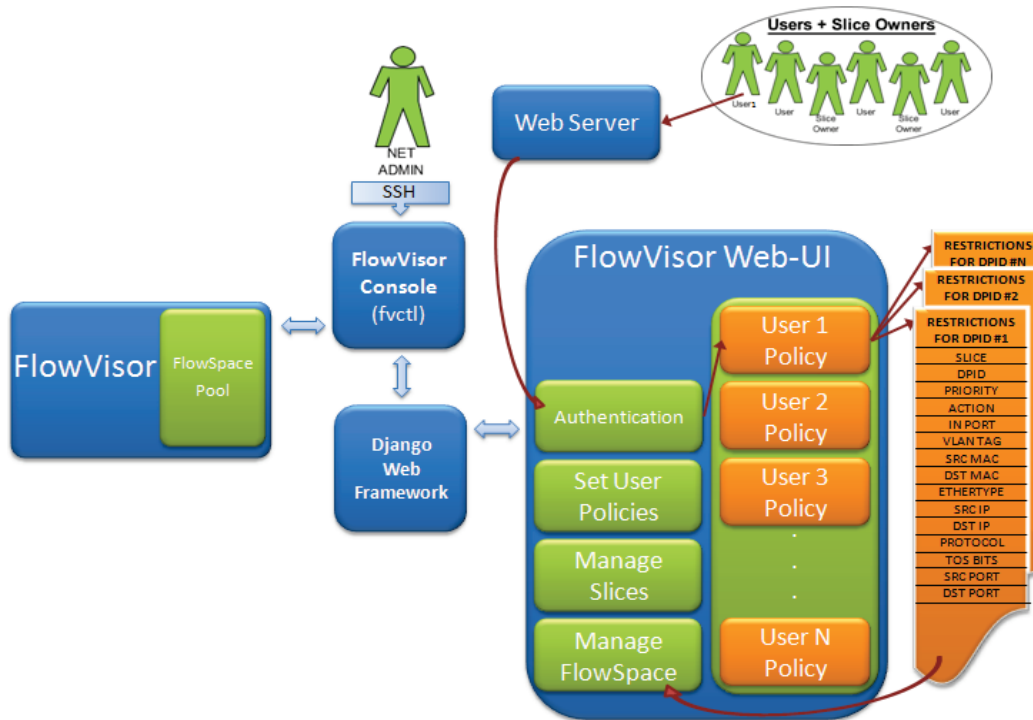 Users + Slice Owners
User1
User
Slice
Owner
User
Slice
Owner
User
Web Server
NET
ADMIN
SSH
FlowVisor
Console
(fvctl)
FlowVisor
FlowSpace
Pool
Django
Web
Framework
FlowVisor Web-UI
Authentication
Set User
Policies
Manage
Slices
Manage
FlowSpace
User 1
Policy
User 2
Policy
User 3
Policy
.
.
.
User N
Policy
RESTRICTIONS
FOR DPID #N
RESTRICTIONS
FOR DPID #2
RESTRICTIONS
FOR DPID #1
SLICE
DPID
PRIORITY
ACTION
IN PORT
VLAN TAG
SRC MAC
DST MAC
ETHERTYPE
SRC IP
DST IP
PROTOCOL
TOS BITS
SRC PORT
DST PORT